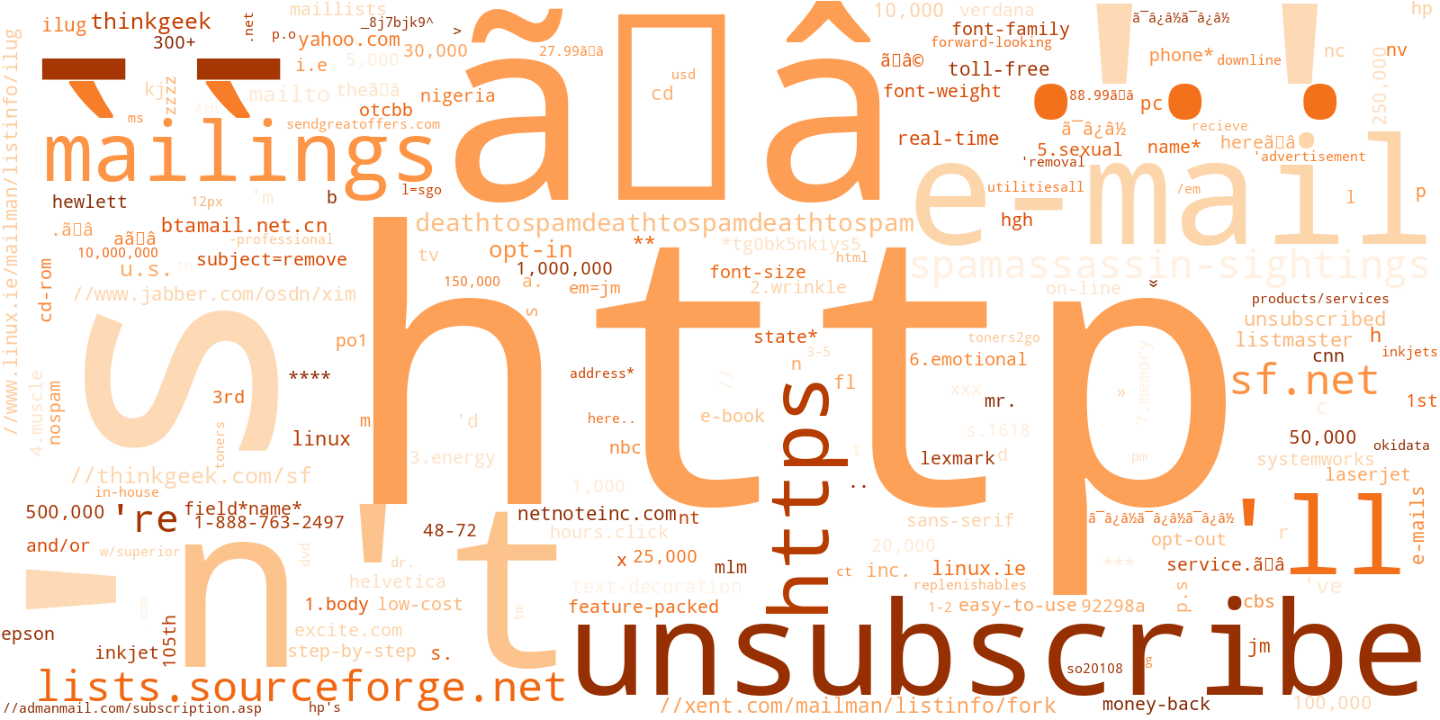 maillists
_8j7bjk9^
10,000
verdana
hp
ilug
thinkgeek
.net
p.o
yahoo.com
>
font-family
ã¯â¿â½ã¯â¿â½
300+
30,000
27.99ãâ
forward-looking
phone*
nc
nv
i.e
5,000
ãâ
usd
ã©
toll-free
downline
250,000
kj
zzzz
mailto
theãâ
nigeria
cd
font-weight
88.99ãâ
pc
4th
otcbb
ms
sendgreatoffers.com
ã¯â¿â½
recieve
``
mailings
real-time
5.sexual
name*
hereãâ
!
'removal
'advertisement
e-mail
l=sgo
utilitiesall
/em
l
p
hewlett
12px
'm
b
hgh
//www.linux.ie/mailman/listinfo/ilug
btamail.net.cn
deathtospamdeathtospamdeathtospam
.ãâ
aãâ
-professional
opt-in
**
*tg0bk5nkiys5
10,000,000
u.s.
subject=remove
tv
1,000,000
html
font-size
spamassassin-sightings
cd-rom
150,000
a.
em=jm
2.wrinkle
on-line
»
//www.jabber.com/osdn/xim
s
products/services
unsubscribed
po1
state*
toners2go
listmaster
h
cnn
inkjets
's
http
3-5
n
6.emotional
4.muscle
nospam
****
address*
//
fl
xxx
mr.
»
7.memory
sf.net
3rd
m
'd
here..
e-book
c
1st
toners
linux
nbc
s.1618
50,000
okidata
3.energy
https
t
lexmark
d
pm
systemworks
//thinkgeek.com/sf
laserjet
in-house
1,000
..
500,000
're
field*name*
1-888-763-2497
netnoteinc.com
nt
sans-serif
ã¯â¿â½ã¯â¿â½ã¯â¿â½
'll
e-mails
48-72
hours.click
opt-out
r
and/or
w/superior
n't
dvd
dr.
x
25,000
mlm
20,000
ct
inc.
linux.ie
***
service.ãâ
helvetica
text-decoration
replenishables
've
.com
1.body
low-cost
tm
feature-packed
1-2
easy-to-use
92298a
p.s
cbs
epson
105th
excite.com
unsubscribe
inkjet
step-by-step
s.
jm
so20108
g
lists.sourceforge.net
//admanmail.com/subscription.asp
hp's
//xent.com/mailman/listinfo/fork
money-back
100,000